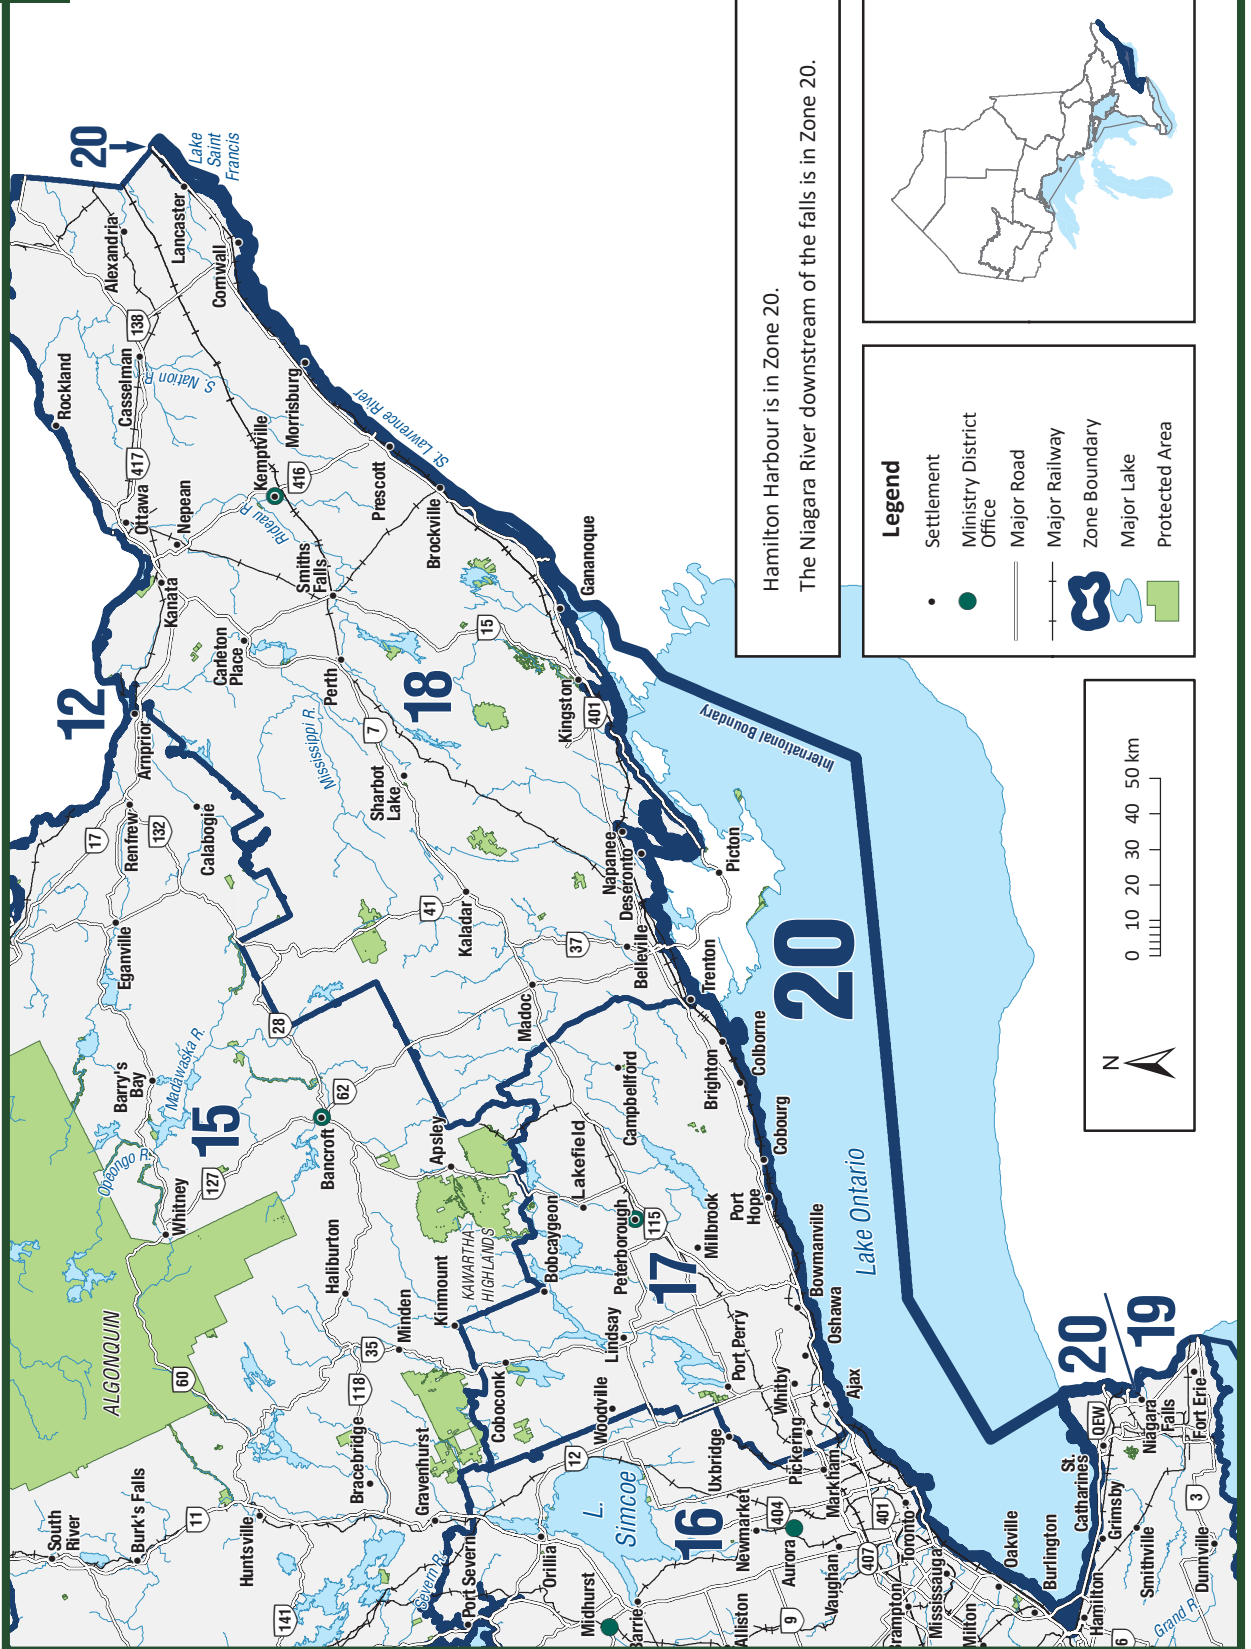 20
Lake
Saint
Francis
Lancaster
Alexandria
Cornwall
138
Casselman
S. Nation R.
Rockland
417
Morrisburg
St. Lawrence River
Kemptville
416
Ottawa
Nepean
Rideau R.
Prescott
Brockville
Smiths
Falls
Kanata
Gananoque
Carleton
Place
15
12
Perth
18
Kingston
401
Arnprior
Mississippi R.
7
International Boundary
Sharbot
Lake
17
Renfrew
132
Calabogie
Napanee
Deseronto
Picton
41
Kaladar
37
Eganville
Belleville
Trenton
Madoc
28
20
Barry's
Bay
Madawaska R.
62
Campbellford
Brighton
Colborne
15
Bancroft
Apsley
Cobourg
Opeongo R.
127
Whitney
Lakefield
Peterborough
115
Millbrook
Port
Hope
Lake Ontario
Haliburton
Kinmount
KAWARTHA
HIGHLANDS
Bobcaygeon
17
Bowmanville
Oshawa
ALGONQUIN
60
35
Minden
118
Coboconk
Lindsay
Port Perry
Whitby
Ajax
Bracebridge
Gravenhurst
Woodville
12
Uxbridge
Pickering
Markham
South
River
Burk's Falls
11
Huntsville
L.
Simcoe
16
Newmarket
404
401
Toronto
Orillia
Severn R.
Port Severn
141
Midhurst
Barrie
Aurora
Vaughan
407
Alliston
9
Brampton
Mississauga
Milton
Oakville
Burlington
Hamilton
6
Grimsby
St.
Catharines
QEW
20
19
Niagara
Falls
Fort Erie
Smithville
Dunnville
3
Grand R.
Hamilton Harbour is in Zone 20.
The Niagara River downstream of the falls is in Zone 20.
Legend
Settlement
Ministry District
Office
Major Road
Major Railway
Zone Boundary
Major Lake
Protected Area
N
0 10 20 30 40 50 km